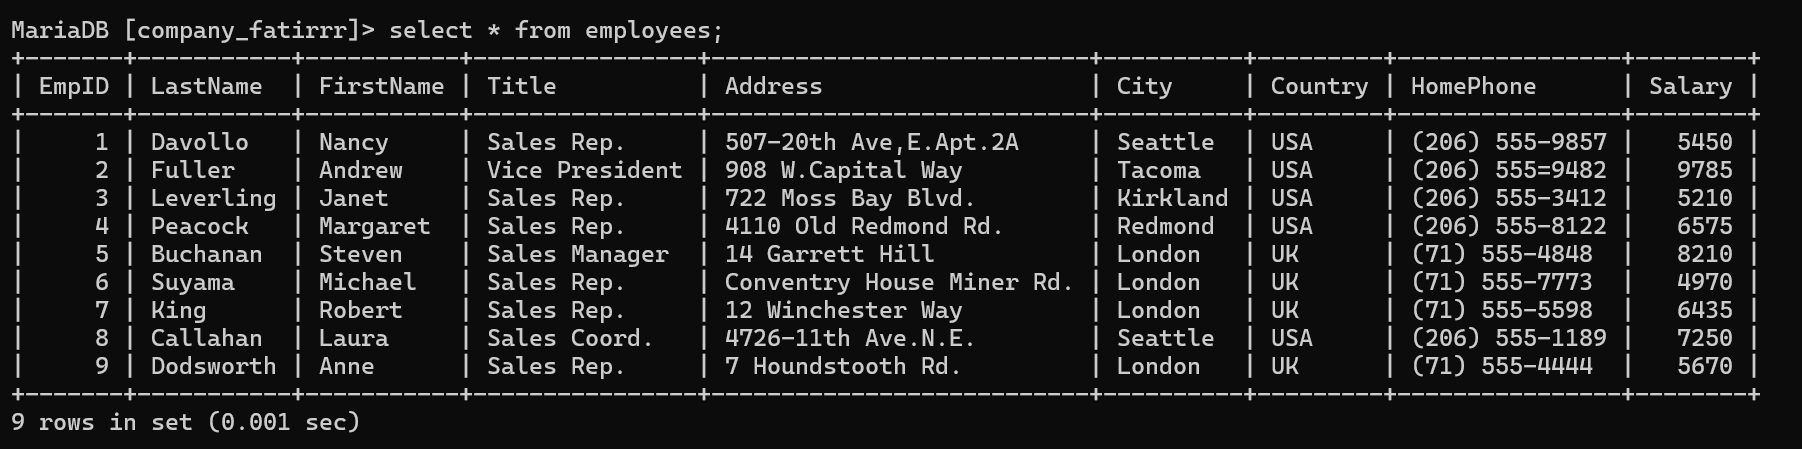 MariaDB [company_fatirrr]> select * from employees;
+-------+-----------+-----------+----------------+---------------------------+----------+---------+----------------+--------+
| EmpID | LastName  | FirstName | Title          | Address                   | City     | Country | HomePhone      | Salary |
+-------+-----------+-----------+----------------+---------------------------+----------+---------+----------------+--------+
|     1 | Davollo   | Nancy     | Sales Rep.     | 507-20th Ave,E.Apt.2A     | Seattle  | USA     | (206) 555-9857 |   5450 |
|     2 | Fuller    | Andrew    | Vice President | 908 W.Capital Way         | Tacoma   | USA     | (206) 555=9482 |   9785 |
|     3 | Leverling | Janet     | Sales Rep.     | 722 Moss Bay Blvd.        | Kirkland | USA     | (206) 555-3412 |   5210 |
|     4 | Peacock   | Margaret  | Sales Rep.     | 4110 Old Redmond Rd.      | Redmond  | USA     | (206) 555-8122 |   6575 |
|     5 | Buchanan  | Steven    | Sales Manager  | 14 Garrett Hill           | London   | UK      | (71) 555-4848  |   8210 |
|     6 | Suyama    | Michael   | Sales Rep.     | Conventry House Miner Rd. | London   | UK      | (71) 555-7773  |   4970 |
|     7 | King      | Robert    | Sales Rep.     | 12 Winchester Way         | London   | UK      | (71) 555-5598  |   6435 |
|     8 | Callahan  | Laura     | Sales Coord.   | 4726-11th Ave.N.E.        | Seattle  | USA     | (206) 555-1189 |   7250 |
|     9 | Dodsworth | Anne      | Sales Rep.     | 7 Houndstooth Rd.         | London   | UK      | (71) 555-4444  |   5670 |
+-------+-----------+-----------+----------------+---------------------------+----------+---------+----------------+--------+
9 rows in set (0.001 sec)